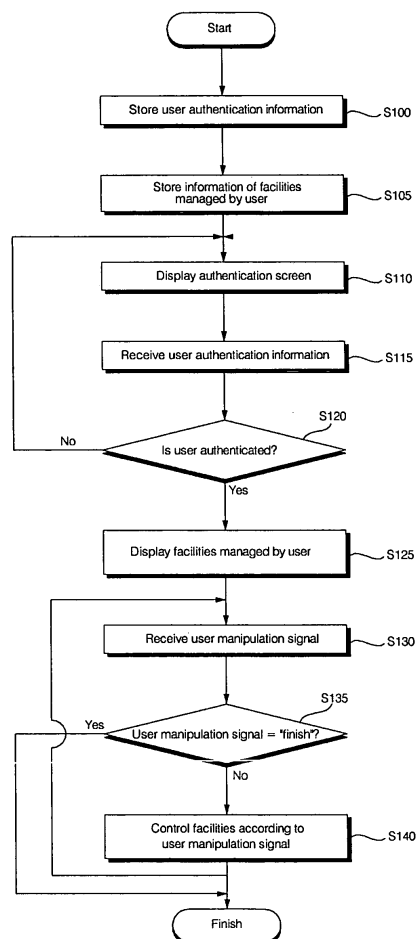 Start
Store user authentication information
S100
Store information of facilities
managed by user
S105
Display authentication screen
S110
Receive user authentication information
S115
S120
Is user authenticated?
No
Yes
Display facilities managed by user
S125
Receive user manipulation signal
S130
S135
User manipulation signal = "finish"?
Yes
No
Control facilities according to
user manipulation signal
S140
Finish